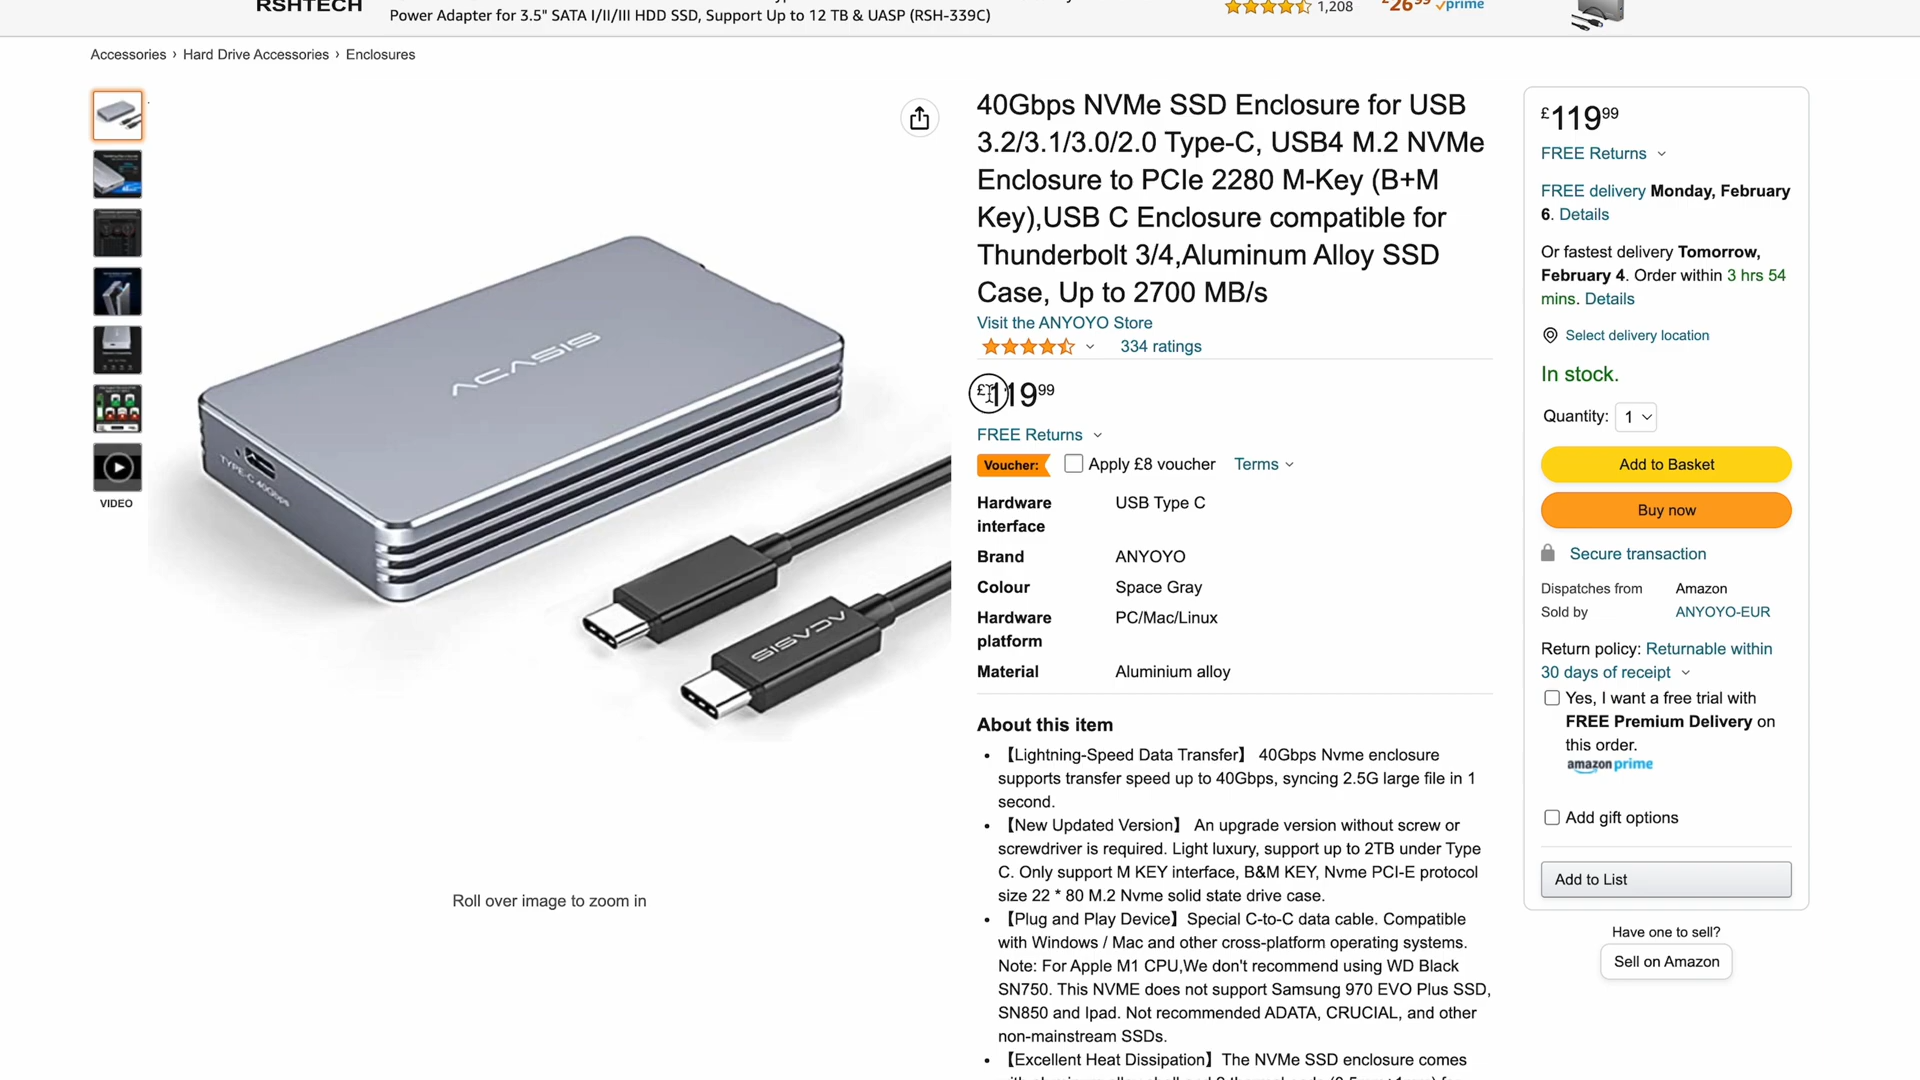 RSHTECH
Power Adapter for 3.5" SATA I/II/III HDD SSD, Support Up to 12 TB & UASP (RSH-339C)
1,208
£26.99 prime
Accessories › Hard Drive Accessories › Enclosures
VIDEO
ACASIS
TYPE-C 40Gbps
ACASIS
Roll over image to zoom in
40Gbps NVMe SSD Enclosure for USB
3.2/3.1/3.0/2.0 Type-C, USB4 M.2 NVMe
Enclosure to PCIe 2280 M-Key (B+M
Key),USB C Enclosure compatible for
Thunderbolt 3/4,Aluminum Alloy SSD
Case, Up to 2700 MB/s
Visit the ANYOYO Store
334 ratings
£119.99
FREE Returns
Voucher: Apply £8 voucher Terms
Hardware interface USB Type C
Brand ANYOYO
Colour Space Gray
Hardware platform PC/Mac/Linux
Material Aluminium alloy
About this item
• 【Lightning-Speed Data Transfer】 40Gbps Nvme enclosure
supports transfer speed up to 40Gbps, syncing 2.5G large file in 1
second.
• 【New Updated Version】 An upgrade version without screw or
screwdriver is required. Light luxury, support up to 2TB under Type
C. Only support M KEY interface, B&M KEY, Nvme PCI-E protocol
size 22 * 80 M.2 Nvme solid state drive case.
• 【Plug and Play Device】Special C-to-C data cable. Compatible
with Windows / Mac and other cross-platform operating systems.
Note: For Apple M1 CPU,We don't recommend using WD Black
SN750. This NVME does not support Samsung 970 EVO Plus SSD,
SN850 and Ipad. Not recommended ADATA, CRUCIAL, and other
non-mainstream SSDs.
• 【Excellent Heat Dissipation】The NVMe SSD enclosure comes
£119.99
FREE Returns
FREE delivery Monday, February
6. Details
Or fastest delivery Tomorrow,
February 4. Order within 3 hrs 54
mins. Details
Select delivery location
In stock.
Quantity: 1
Add to Basket
Buy now
Secure transaction
Dispatches from Amazon
Sold by ANYOYO-EUR
Return policy: Returnable within
30 days of receipt
Yes, I want a free trial with
FREE Premium Delivery on
this order.
amazon prime
Add gift options
Add to List
Have one to sell?
Sell on Amazon